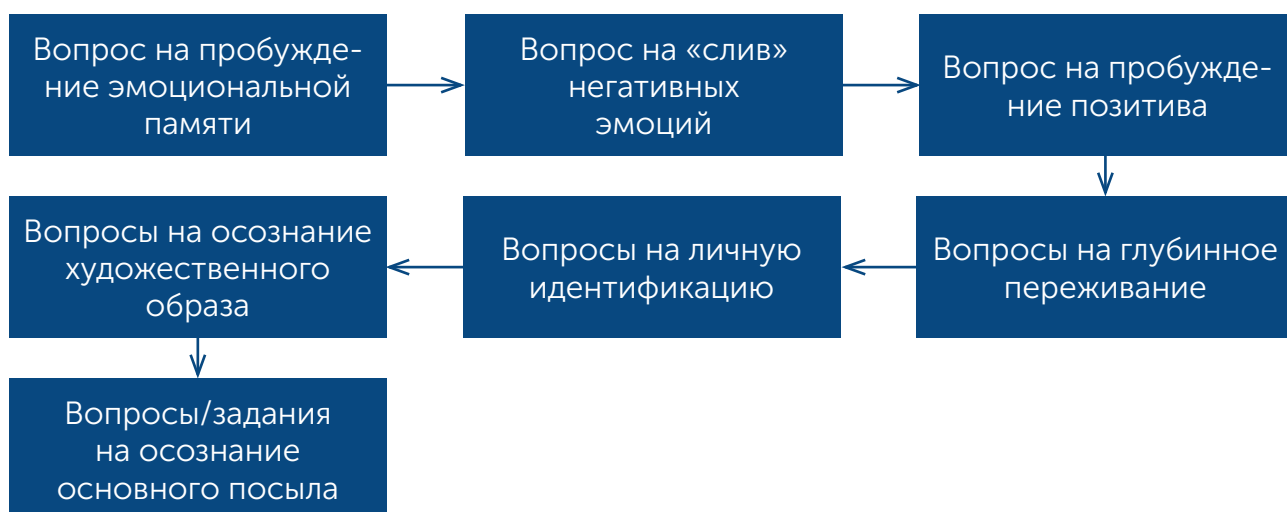 Вопрос на пробужде-
ние эмоциональной
памяти
Вопрос на «слив»
негативных
эмоций
Вопрос на пробужде-
ние позитива
Вопросы на глубинное
переживание
Вопросы на личную
идентификацию
Вопросы на осознание
художественного
образа
Вопросы/задания
на осознание
основного посыла